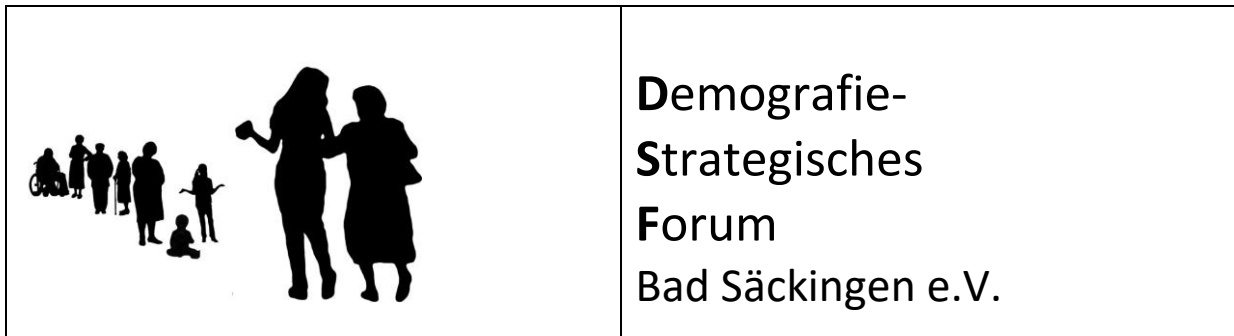 Demografie-
Strategisches
Forum
Bad Säckingen e.V.